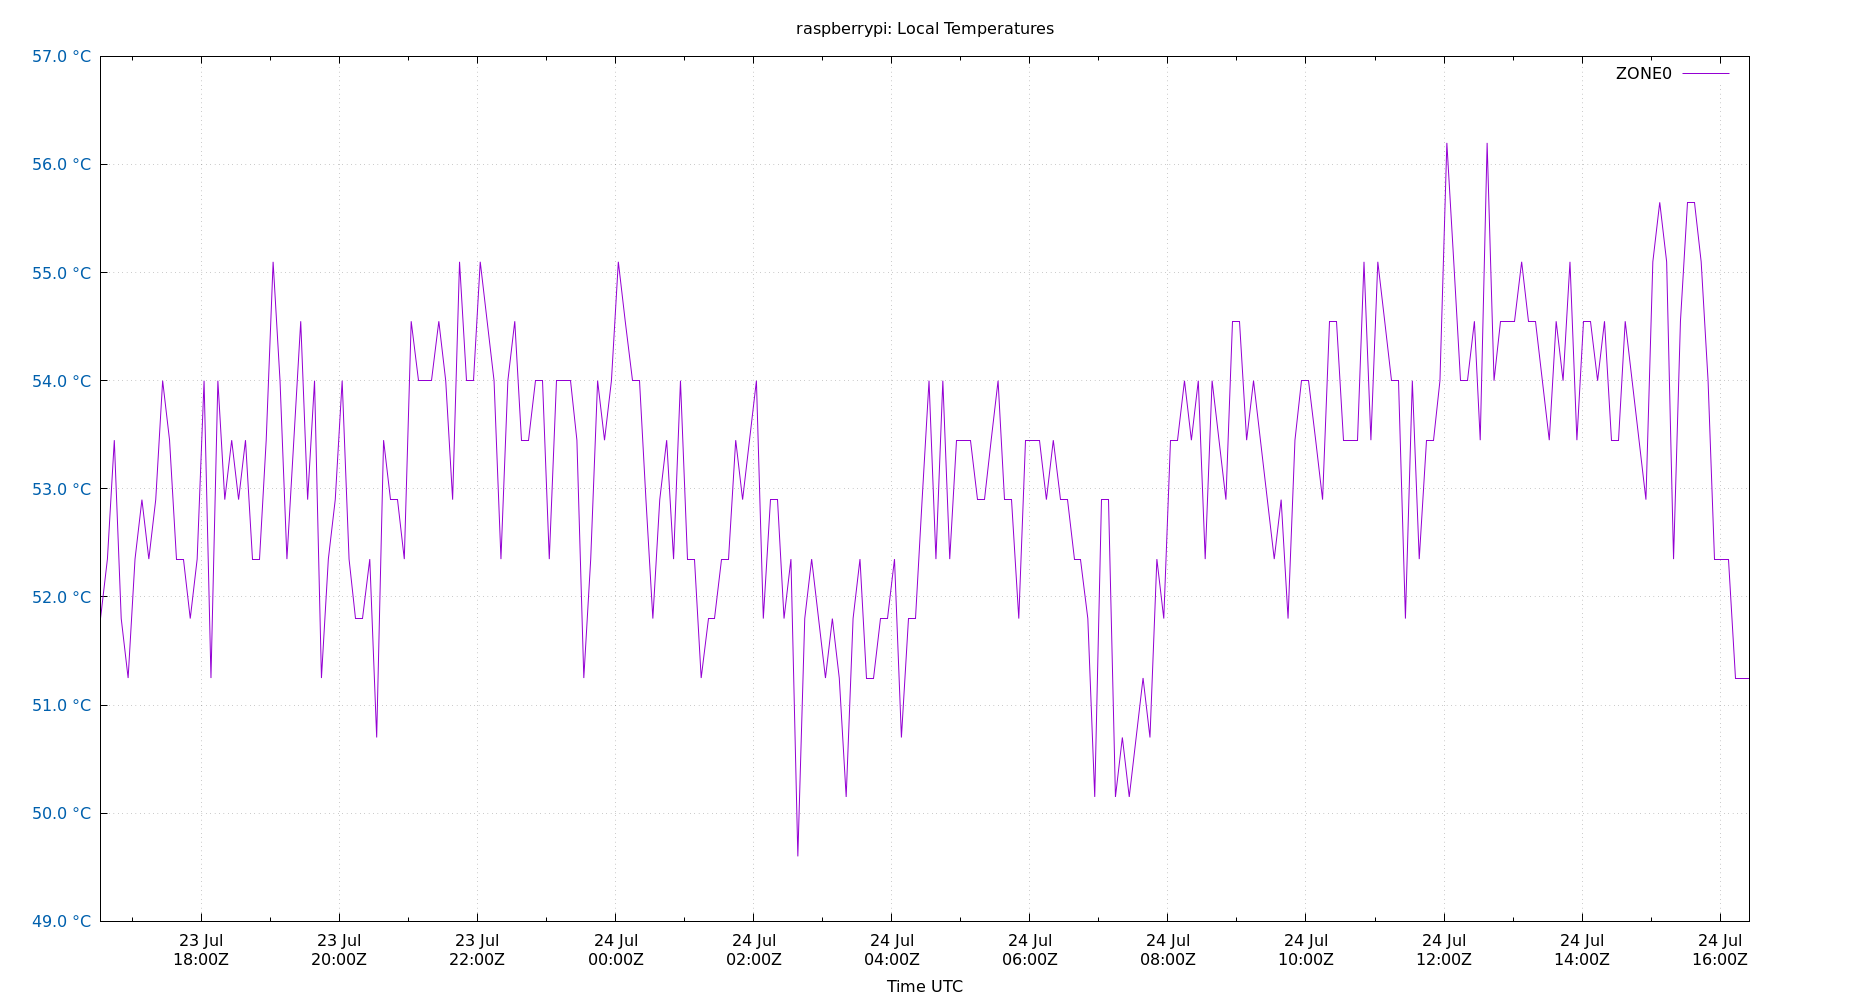 raspberrypi: Local Temperatures
57.0 °C
ZONE0
56.0 °C
55.0 °C
54.0 °C
53.0 °C
52.0 °C
51.0 °C
50.0 °C
49.0 °C
23 Jul 23 Jul 23 Jul 24 Jul 24 Jul 24 Jul 24 Jul 24 Jul 24 Jul 24 Jul 24 Jul 24 Jul
18:00Z 20:00Z 22:00Z 00:00Z 02:00Z 04:00Z 06:00Z 08:00Z 10:00Z 12:00Z 14:00Z 16:00Z
Time UTC